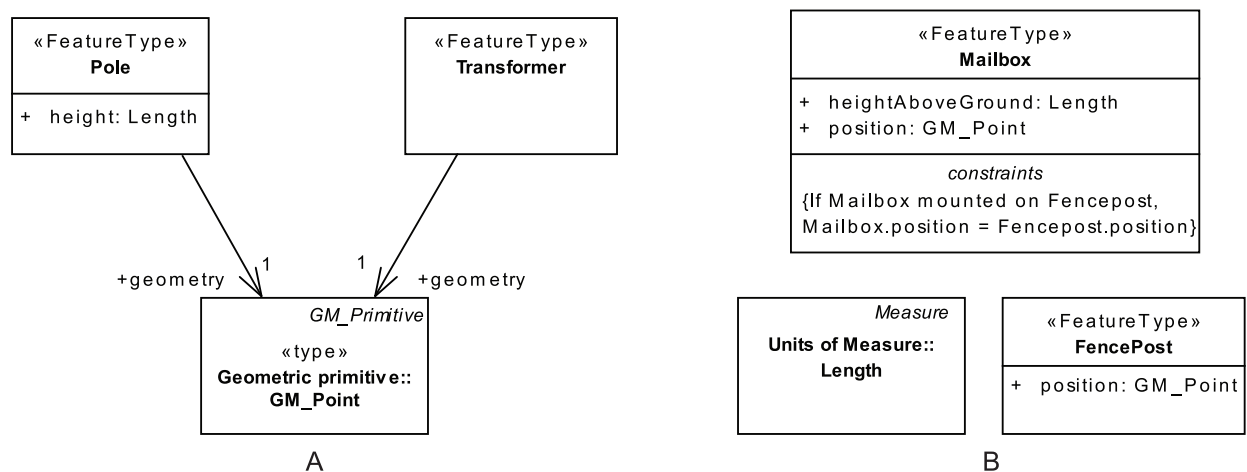 «FeatureType»
Pole
+ height: Length
«FeatureType»
Transformer
+geometry
1
1
+geometry
GM_Primitive
«type»
Geometric primitive::
GM_Point
A
«FeatureType»
Mailbox
+ heightAboveGround: Length
+ position: GM_Point
constraints
{If Mailbox mounted on Fencepost,
Mailbox.position = Fencepost.position}
Measure
Units of Measure::
Length
«FeatureType»
FencePost
+ position: GM_Point
B